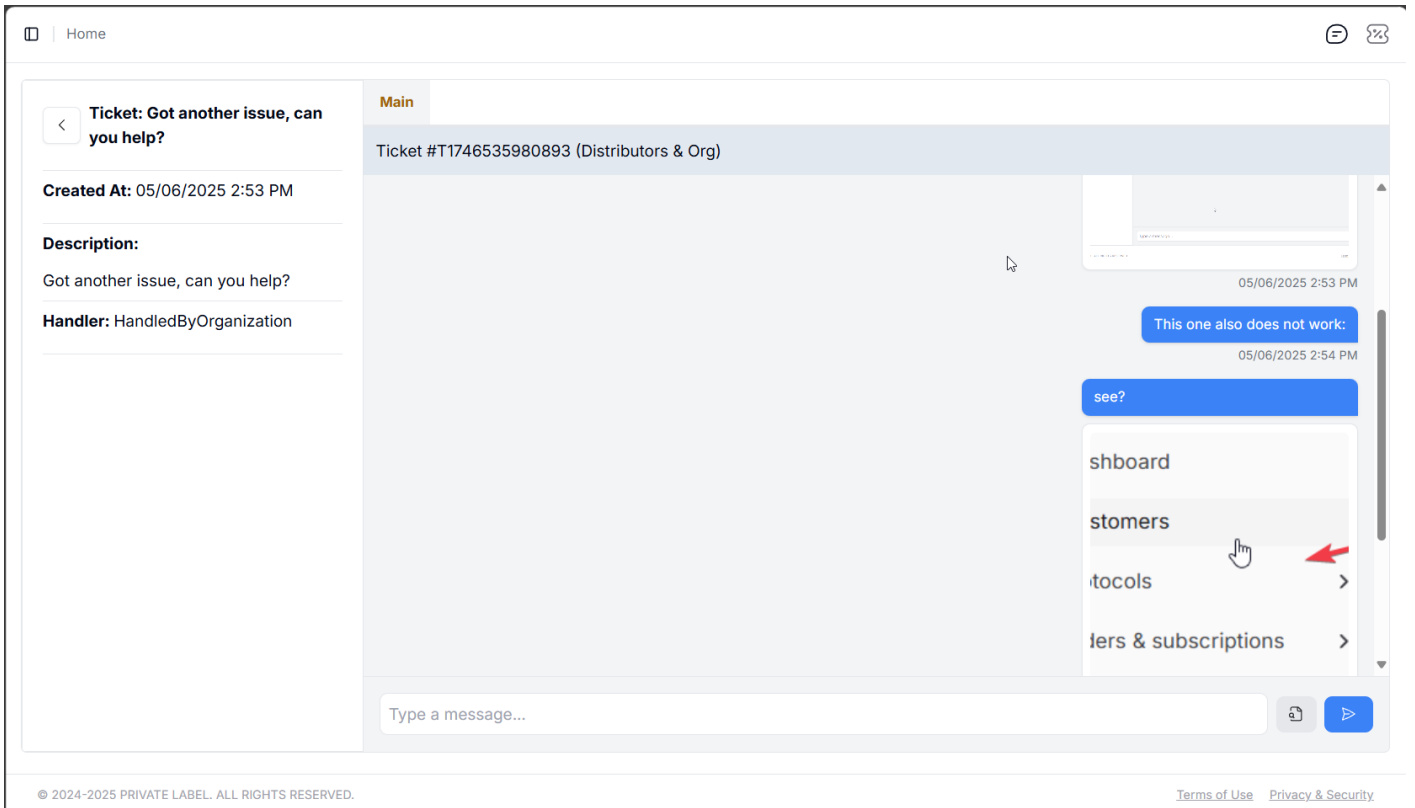 Home
Ticket: Got another issue, can
you help?
Created At: 05/06/2025 2:53 PM
Description:
Got another issue, can you help?
Handler: HandledByOrganization
Main
Ticket #T1746535980893 (Distributors & Org)
05/06/2025 2:53 PM
This one also does not work:
05/06/2025 2:54 PM
see?
shboard
stomers
tocols
ders & subscriptions
Type a message...
© 2024-2025 PRIVATE LABEL. ALL RIGHTS RESERVED.
Terms of Use Privacy & Security